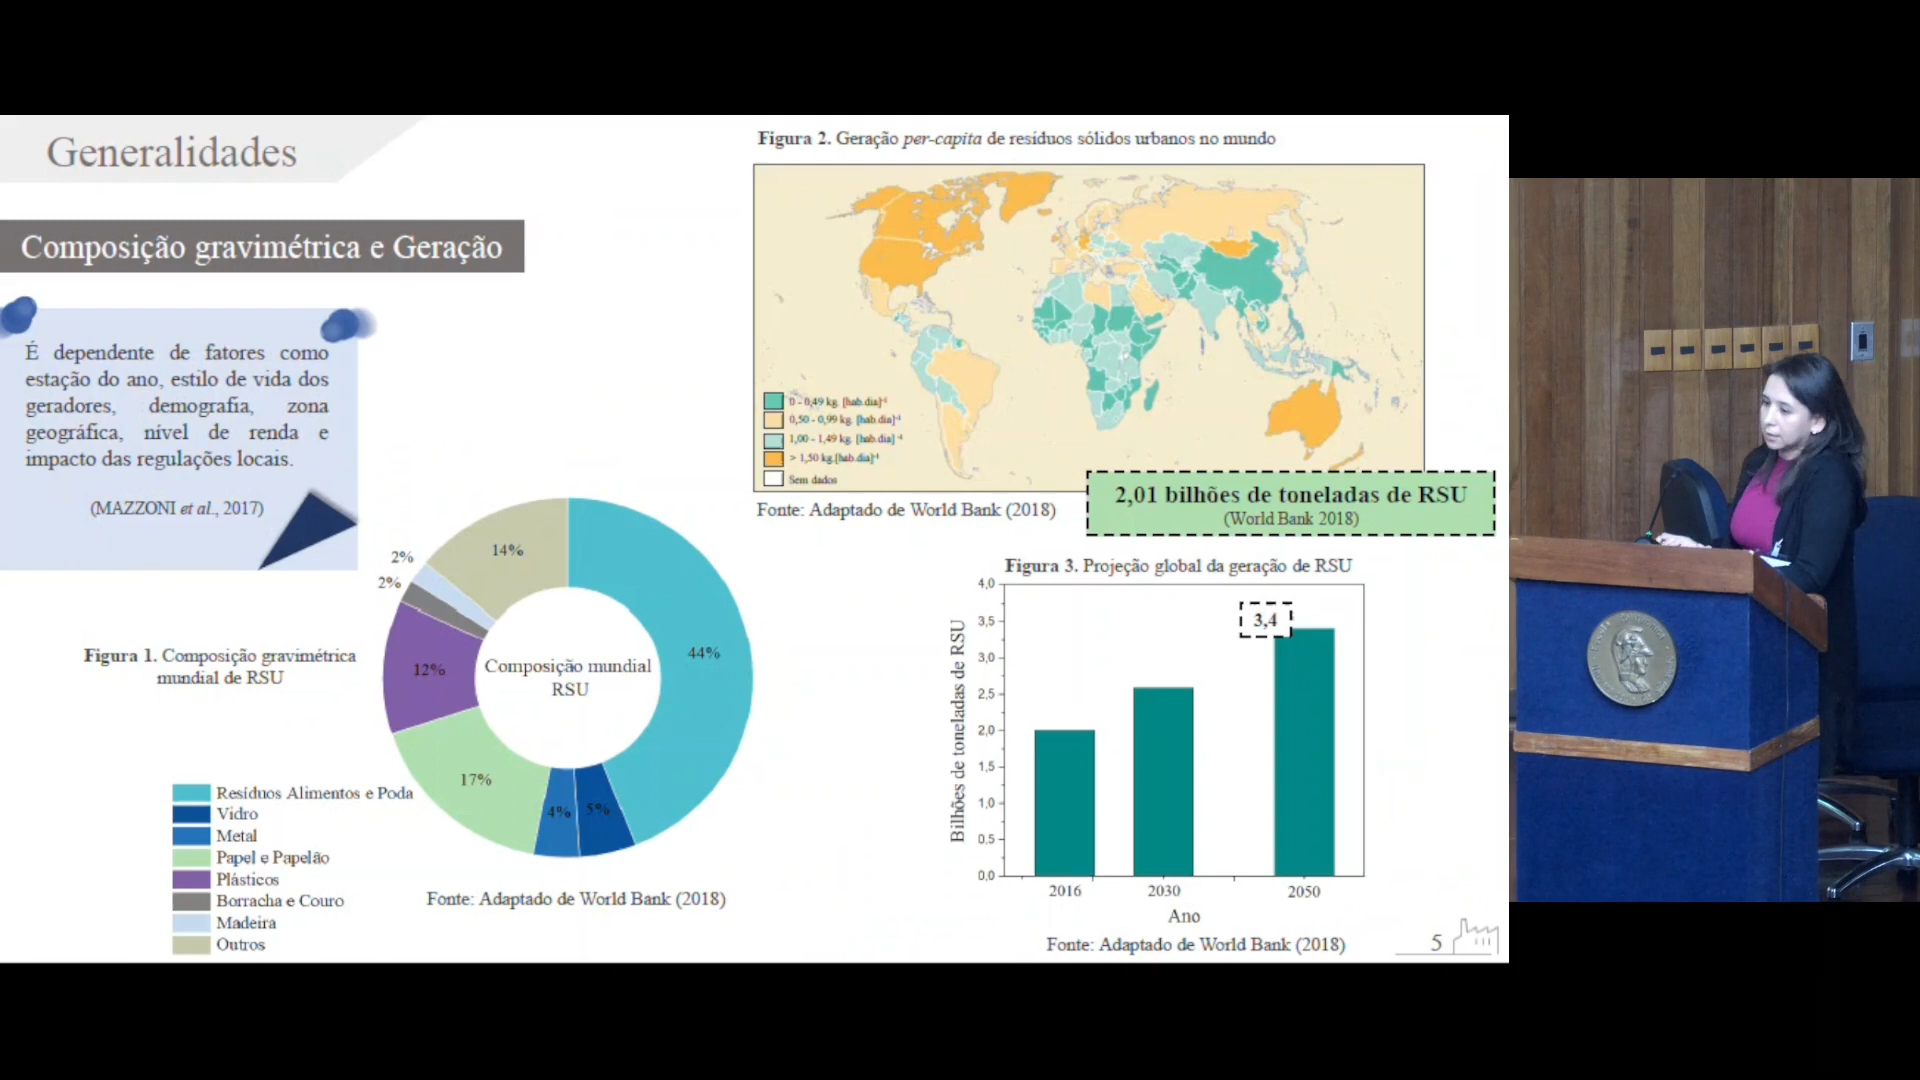 Generalidades
Composição gravimétrica e Geração
É dependente de fatores como
estação do ano, estilo de vida dos
geradores, demografia, zona
geográfica, nível de renda e
impacto das regulações locais.
(MAZZONI et al., 2017)
Figura 1. Composição gravimétrica
mundial de RSU
Resíduos Alimentos e Poda
Vidro
Metal
Papel e Papelão
Plásticos
Borracha e Couro
Madeira
Outros
14%
2%
2%
12%
17%
4%
5%
44%
Composição mundial
RSU
Fonte: Adaptado de World Bank (2018)
Figura 2. Geração per-capita de resíduos sólidos urbanos no mundo
0 - 0,49 kg. [hab.dia]⁻¹
0,50 - 0,99 kg. [hab.dia]⁻¹
1,00 - 1,49 kg. [hab.dia]⁻¹
> 1,50 kg.[hab.dia]⁻¹
Sem dados
Fonte: Adaptado de World Bank (2018)
2,01 bilhões de toneladas de RSU
(World Bank 2018)
Figura 3. Projeção global da geração de RSU
Bilhões de toneladas de RSU
4,0
3,5
3,0
2,5
2,0
1,5
1,0
0,5
0,0
3,4
2016
2030
2050
Ano
Fonte: Adaptado de World Bank (2018)
5